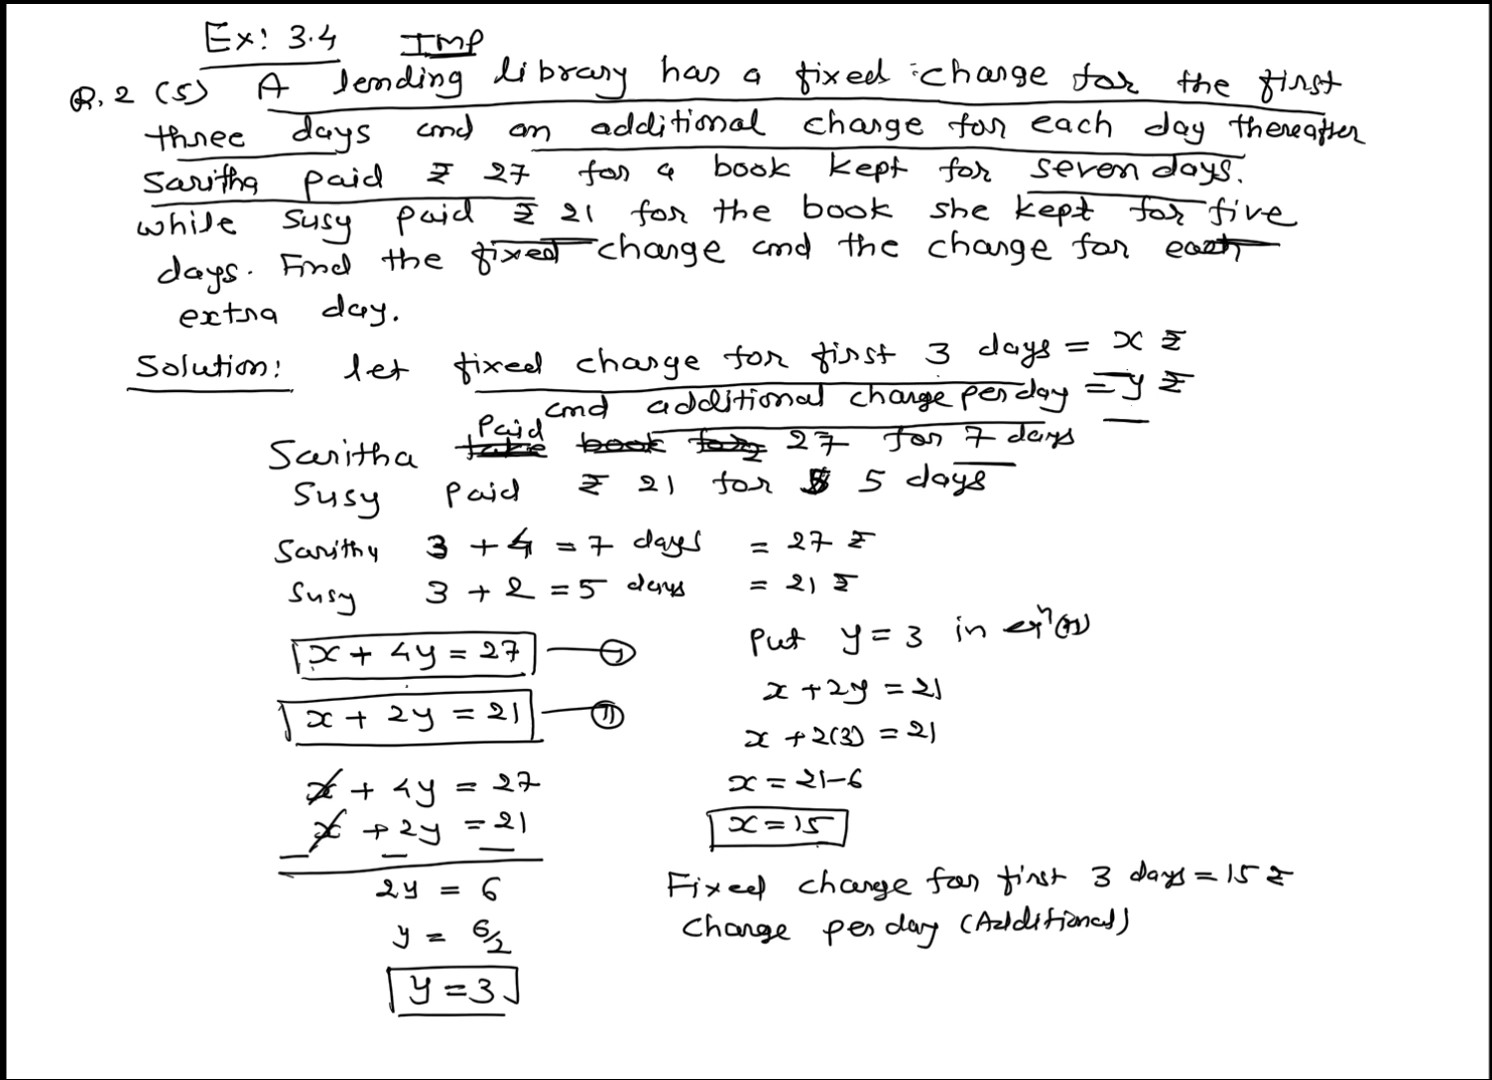 Ex: 3.4 Imp
Q.2 (5) A lending library has a fixed charge for the first
three days and an additional charge for each day thereafter
Saritha paid ₹ 27 for a book kept for seven days.
while Susy paid ₹ 21 for the book she kept for five
days. Find the fixed charge and the charge for each
extra day.
Solution: let fixed charge for first 3 days = x ₹
and additional charge per day = y ₹
Saritha paid 27 for 7 days
Susy paid ₹ 21 for 5 days
Sarithy 3 + 4 = 7 days = 27 ₹
Susy 3 + 2 = 5 days = 21 ₹
x + 4y = 27 — I
x + 2y = 21 — II
x + 4y = 27
x + 2y = 21
2y = 6
y = 6/2
y = 3
Put y = 3 in eqⁿ (II)
x + 2y = 21
x + 2(3) = 21
x = 21-6
x = 15
Fixed charge for first 3 days = 15 ₹
Charge per day (Additional)